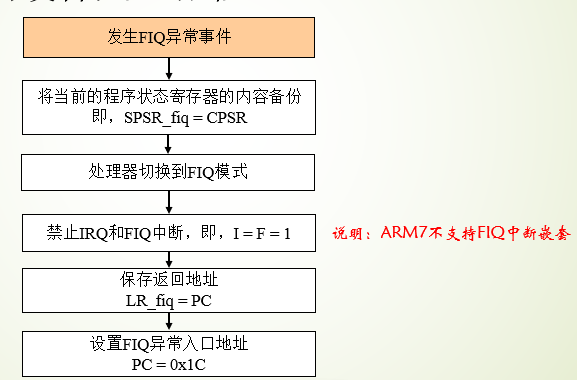 发生FIQ异常事件
将当前的程序状态寄存器的内容备份
即，SPSR_fiq = CPSR
处理器切换到FIQ模式
禁止IRQ和FIQ中断，即，I = F = 1
说明：ARM7不支持FIQ中断嵌套
保存返回地址
LR_fiq = PC
设置FIQ异常入口地址
PC = 0x1C